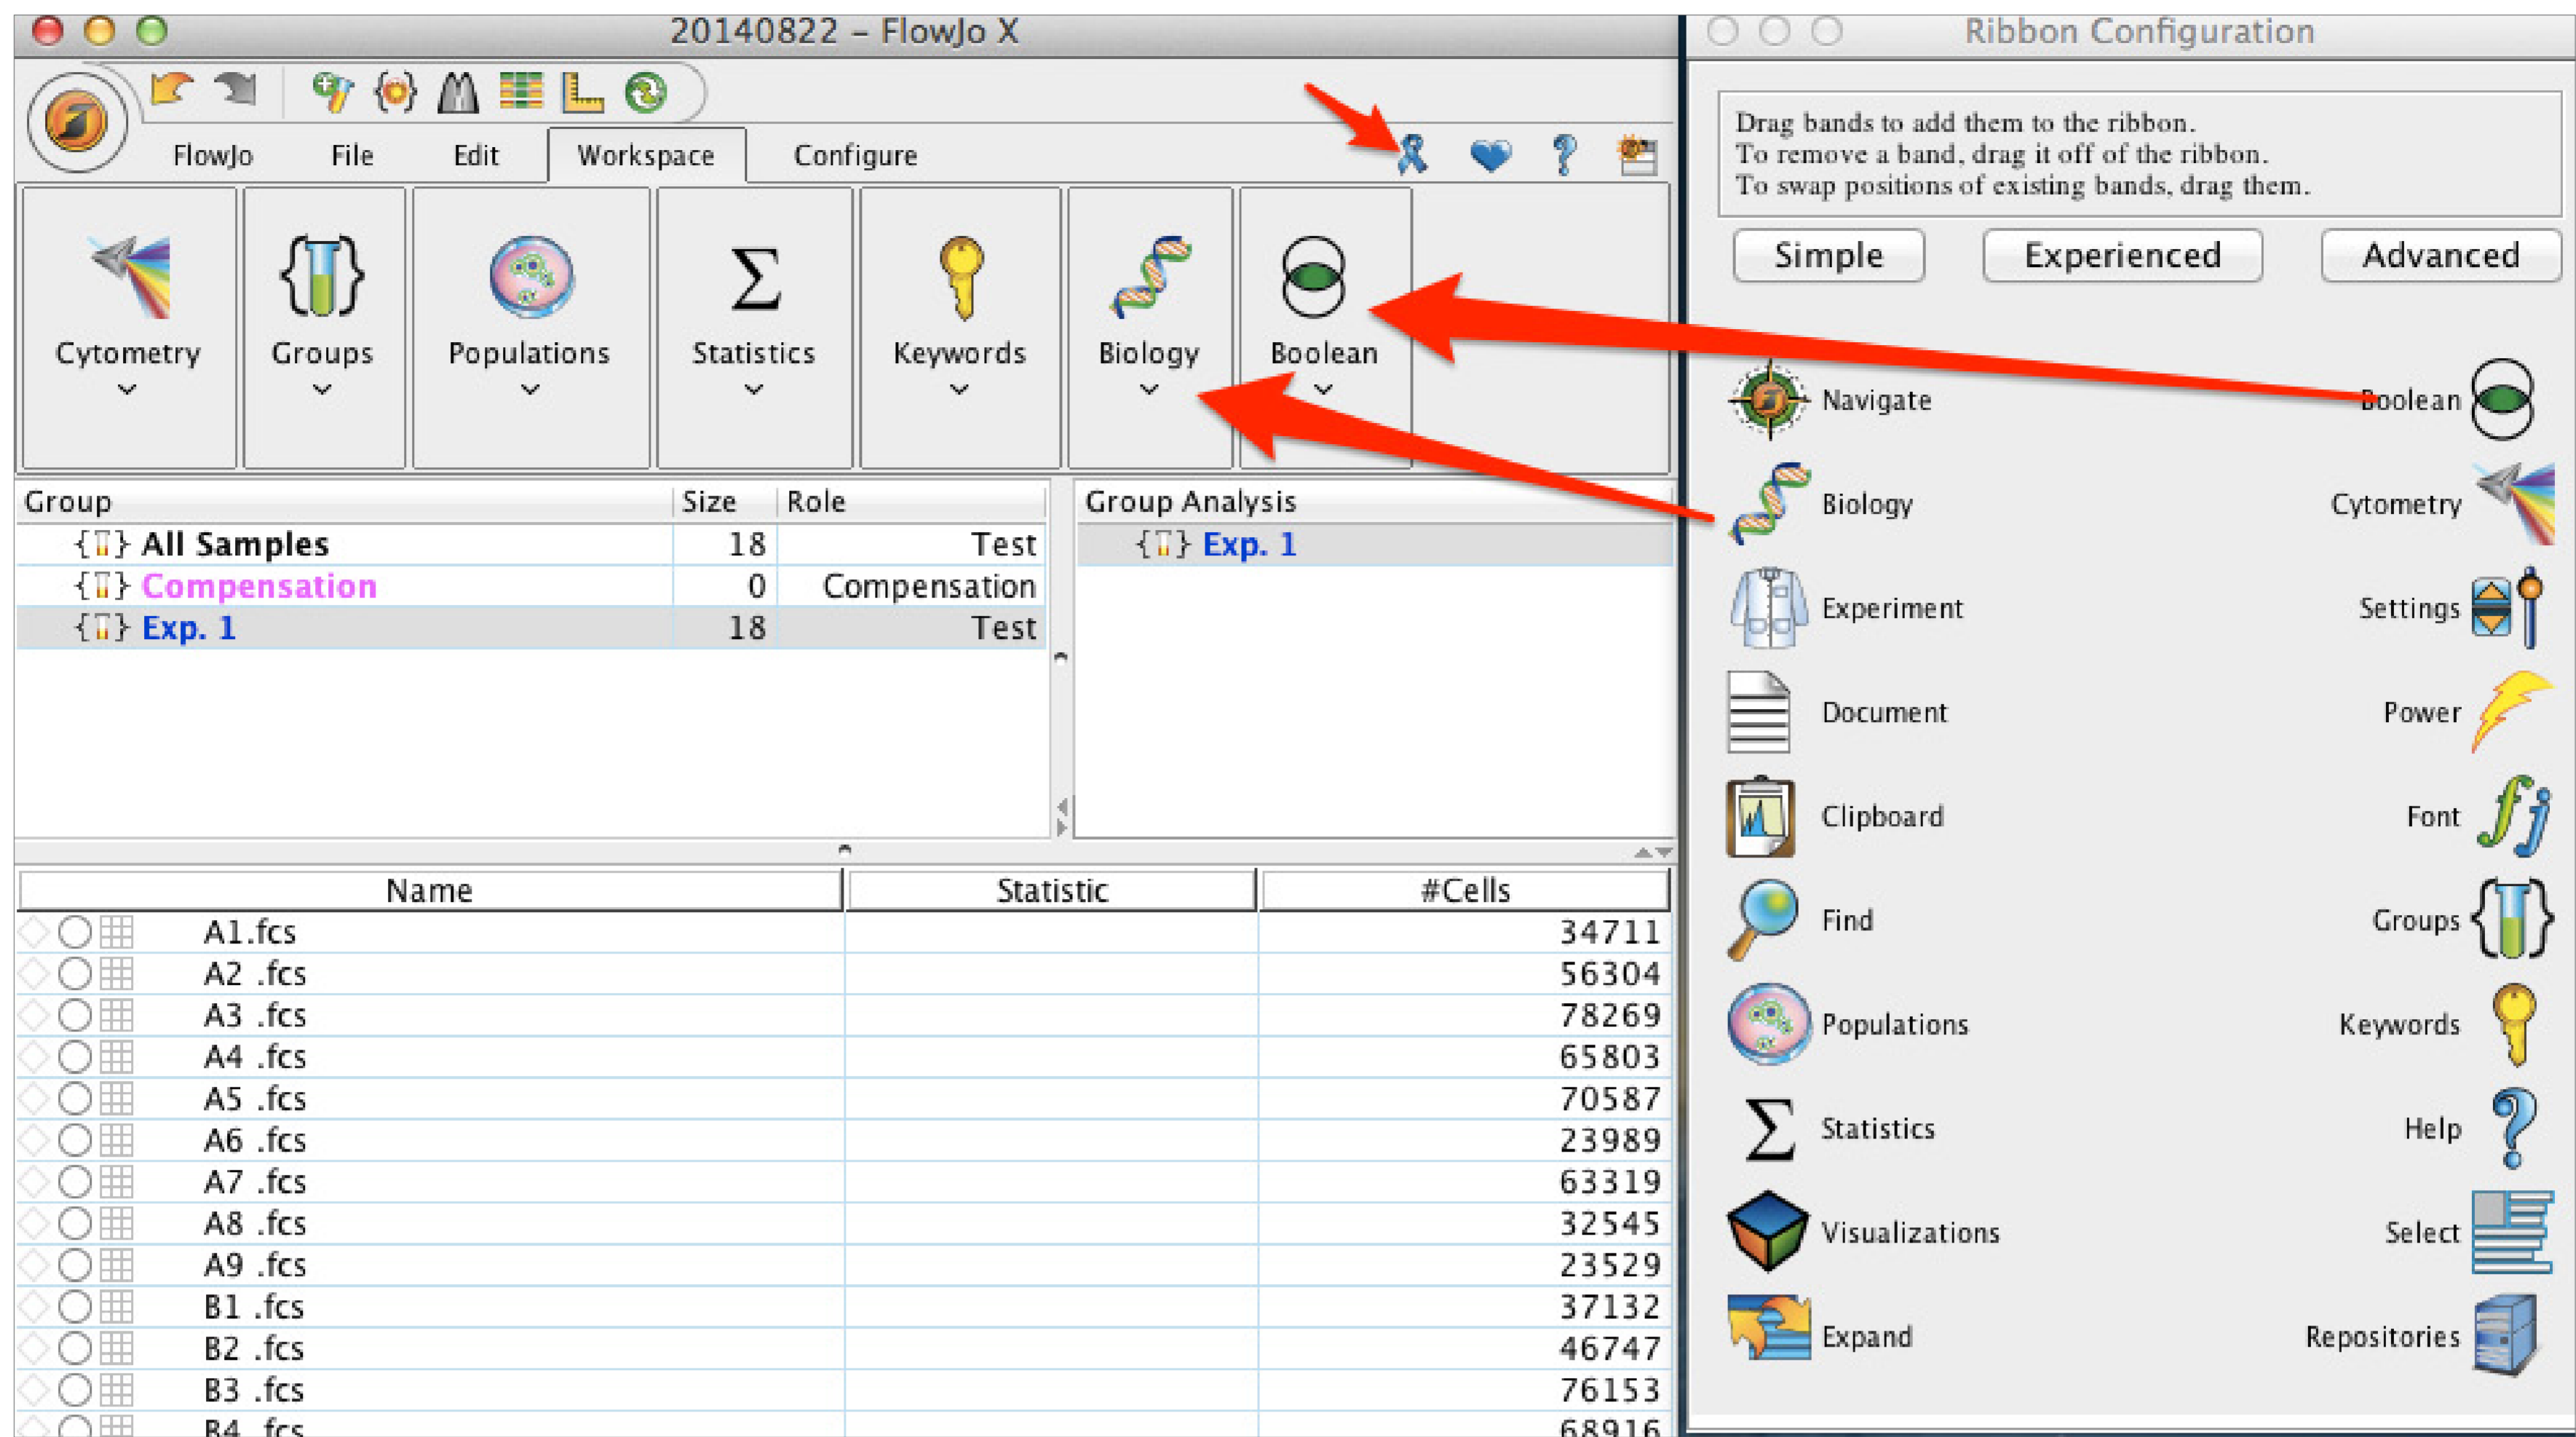 20140822 – FlowJo X
FlowJo File Edit Workspace Configure
Cytometry Groups Populations Statistics Keywords Biology Boolean
Group Size Role
All Samples 18 Test
Compensation 0 Compensation
Exp. 1 18 Test
Group Analysis
Exp. 1
Name Statistic #Cells
A1.fcs 34711
A2 .fcs 56304
A3 .fcs 78269
A4 .fcs 65803
A5 .fcs 70587
A6 .fcs 23989
A7 .fcs 63319
A8 .fcs 32545
A9 .fcs 23529
B1 .fcs 37132
B2 .fcs 46747
B3 .fcs 76153
B4 .fcs 68916
Ribbon Configuration
Drag bands to add them to the ribbon.
To remove a band, drag it off of the ribbon.
To swap positions of existing bands, drag them.
Simple Experienced Advanced
Navigate Boolean
Biology Cytometry
Experiment Settings
Document Power
Clipboard Font
Find Groups
Populations Keywords
Statistics Help
Visualizations Select
Expand Repositories